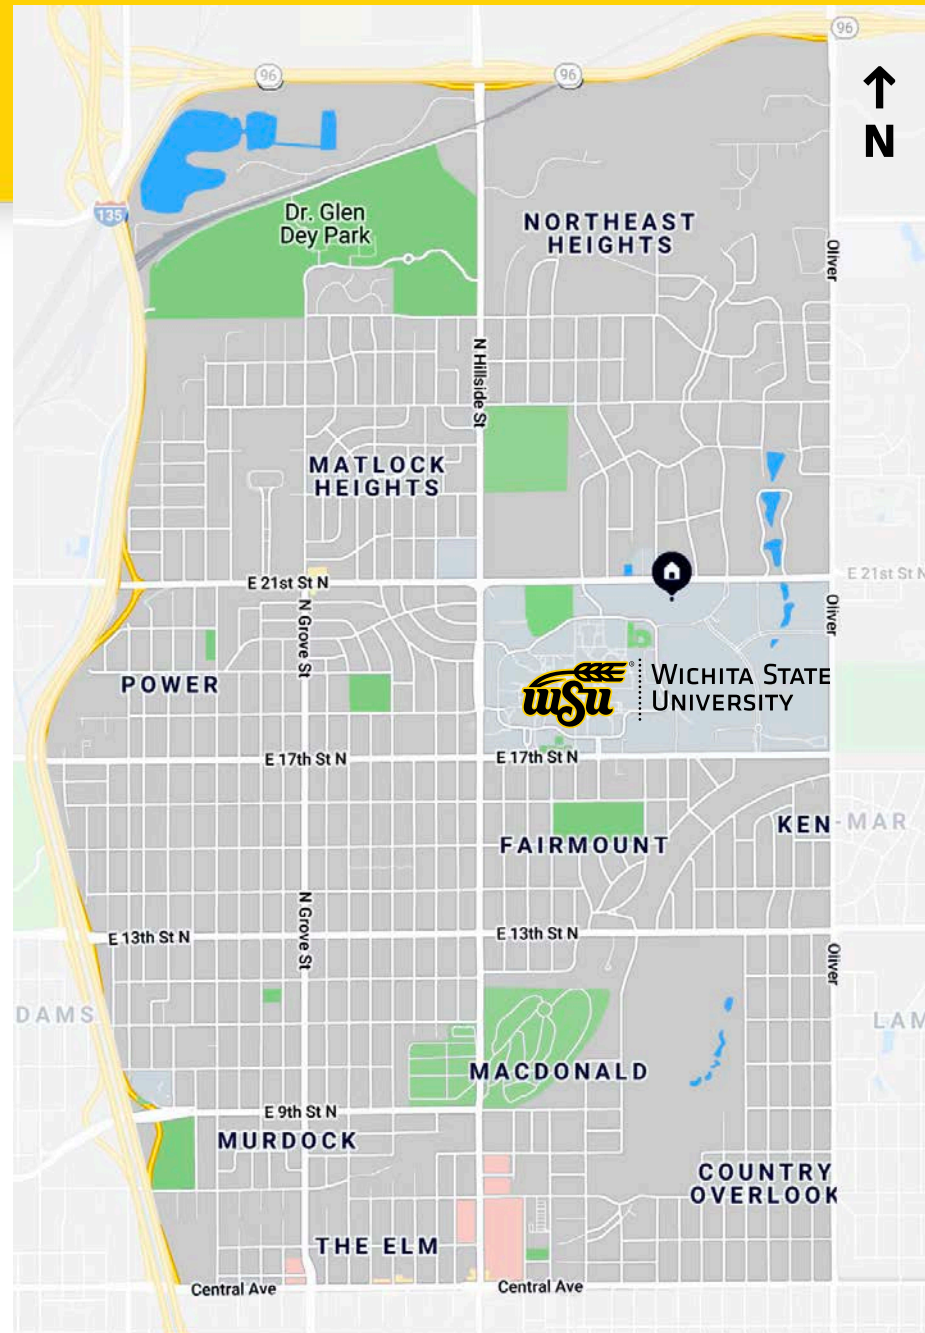 96
96
96
N
135
Dr. Glen
Dey Park
NORTHEAST
HEIGHTS
Oliver
N Hillside St
MATLOCK
HEIGHTS
E 21st St N
E 21st St N
N Grove St
Oliver
POWER
WSU®
WICHITA STATE
UNIVERSITY
E 17th St N
E 17th St N
FAIRMOUNT
KEN-MAR
N Grove St
E 13th St N
E 13th St N
Oliver
DAMS
LAM
MACDONALD
E 9th St N
MURDOCK
COUNTRY
OVERLOOK
THE ELM
Central Ave
Central Ave